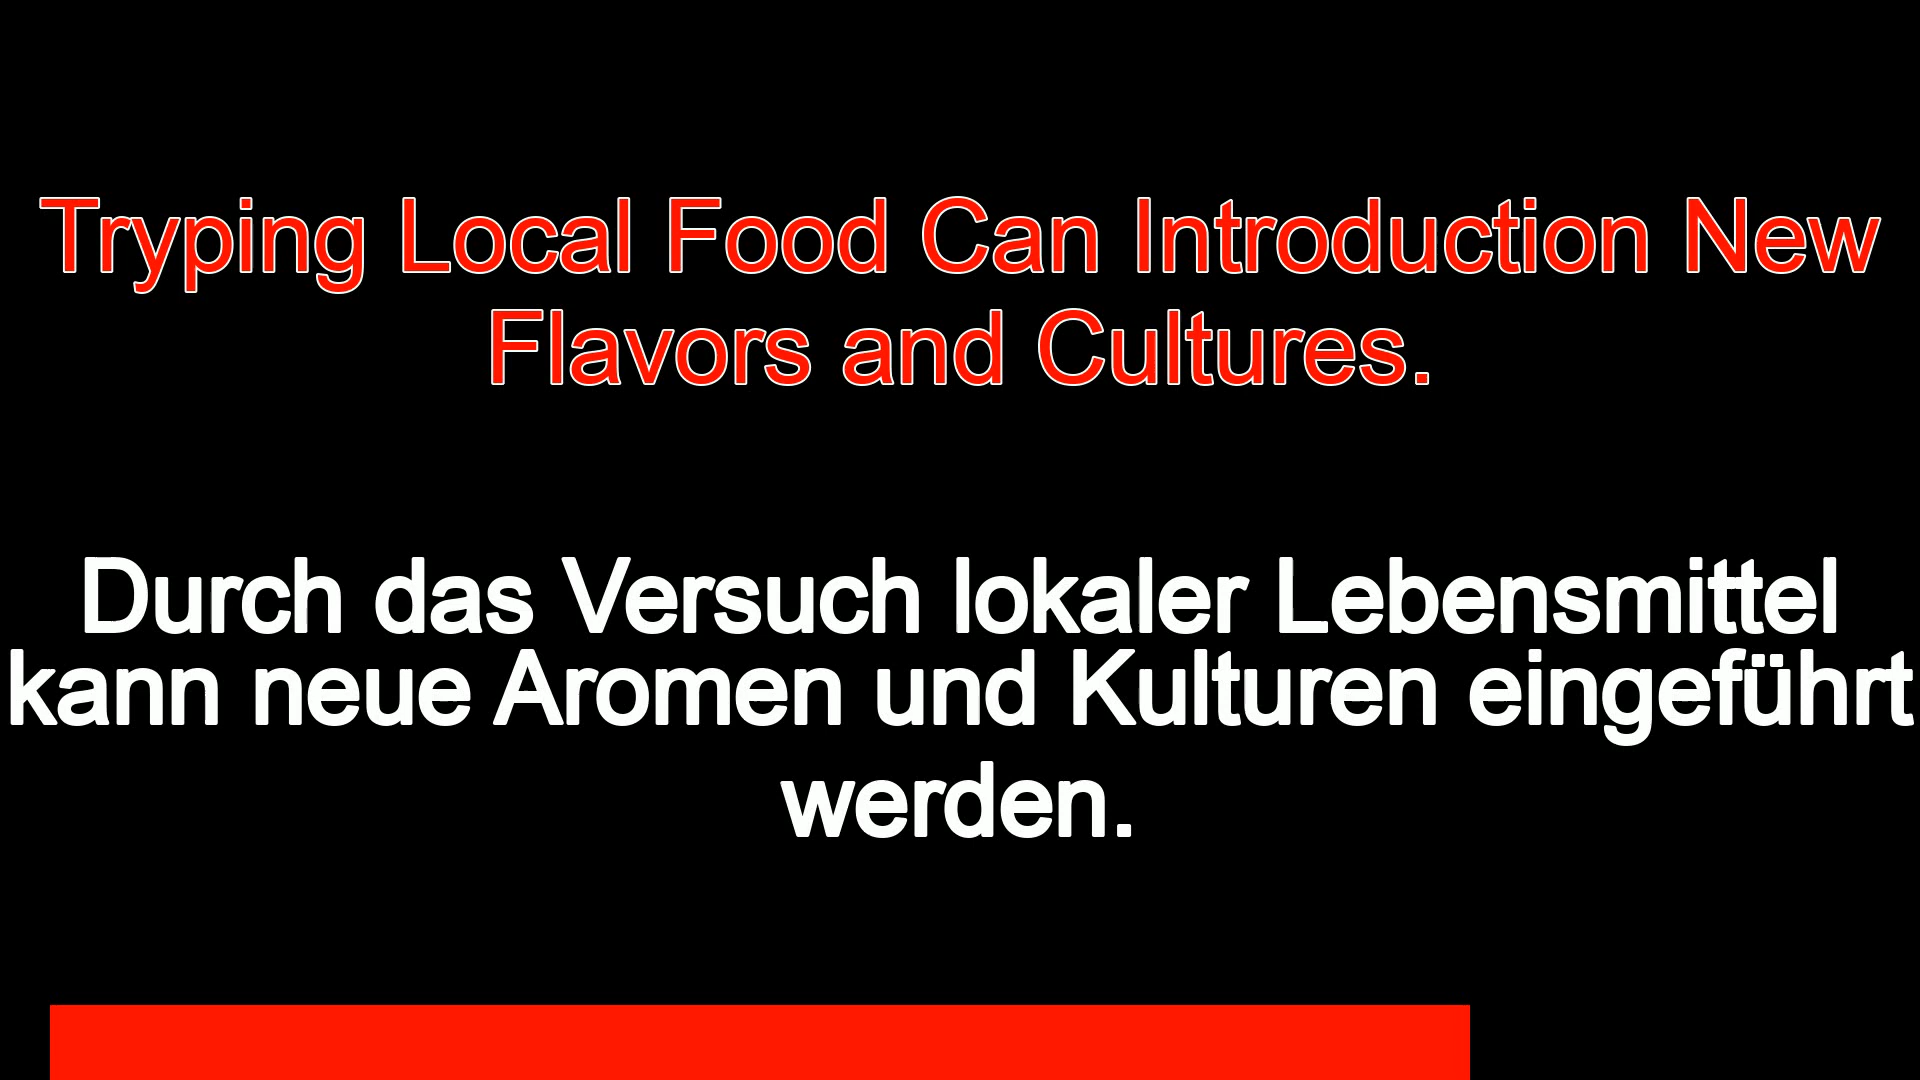 Tryping Local Food Can Introduction New
Flavors and Cultures.
Durch das Versuch lokaler Lebensmittel
kann neue Aromen und Kulturen eingeführt
werden.